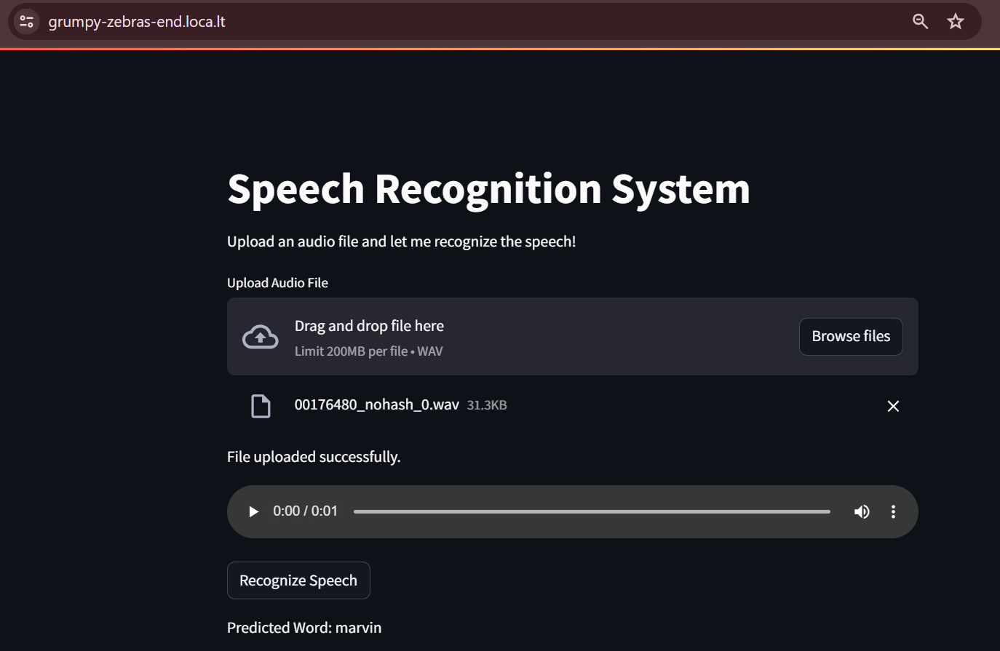 grumpy-zebras-end.loca.lt
Speech Recognition System
Upload an audio file and let me recognize the speech!
Upload Audio File
Drag and drop file here
Limit 200MB per file • WAV
Browse files
00176480_nohash_0.wav 31.3KB
File uploaded successfully.
0:00 / 0:01
Recognize Speech
Predicted Word: marvin